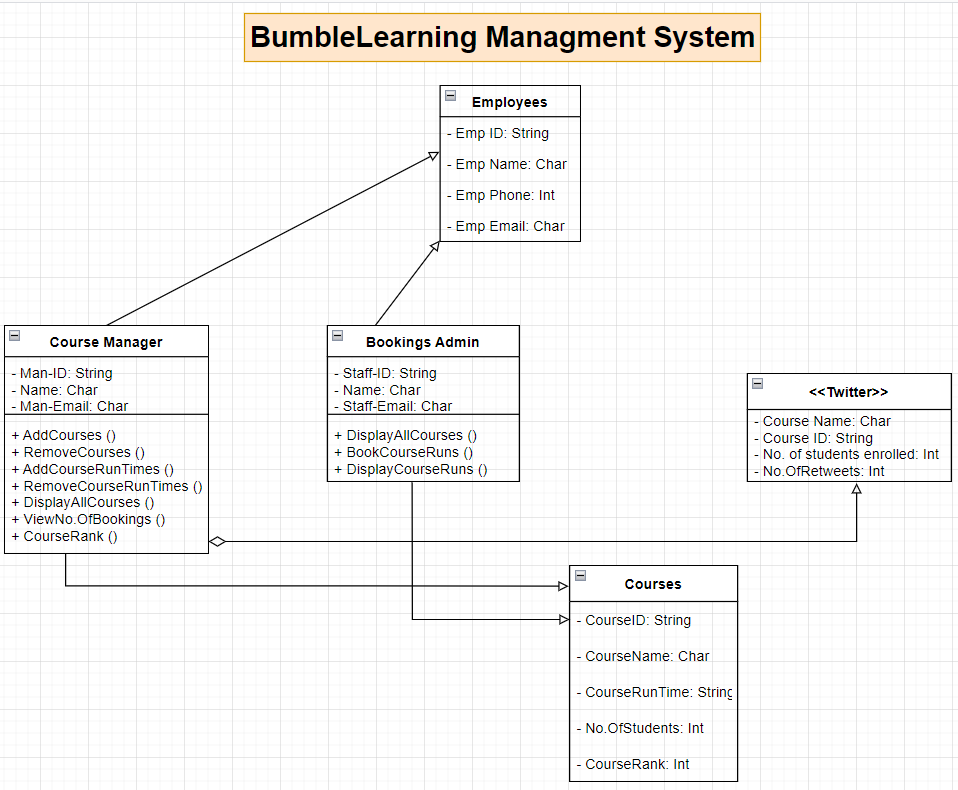 BumbleLearning Managment System
Employees
- Emp ID: String
- Emp Name: Char
- Emp Phone: Int
- Emp Email: Char
Course Manager
- Man-ID: String
- Name: Char
- Man-Email: Char
+ AddCourses ()
+ RemoveCourses ()
+ AddCourseRunTimes ()
+ RemoveCourseRunTimes ()
+ DisplayAllCourses ()
+ ViewNo.OfBookings ()
+ CourseRank ()
Bookings Admin
- Staff-ID: String
- Name: Char
- Staff-Email: Char
+ DisplayAllCourses ()
+ BookCourseRuns ()
+ DisplayCourseRuns ()
<<Twitter>>
- Course Name: Char
- Course ID: String
- No. of students enrolled: Int
- No.OfRetweets: Int
Courses
- CourseID: String
- CourseName: Char
- CourseRunTime: String
- No.OfStudents: Int
- CourseRank: Int